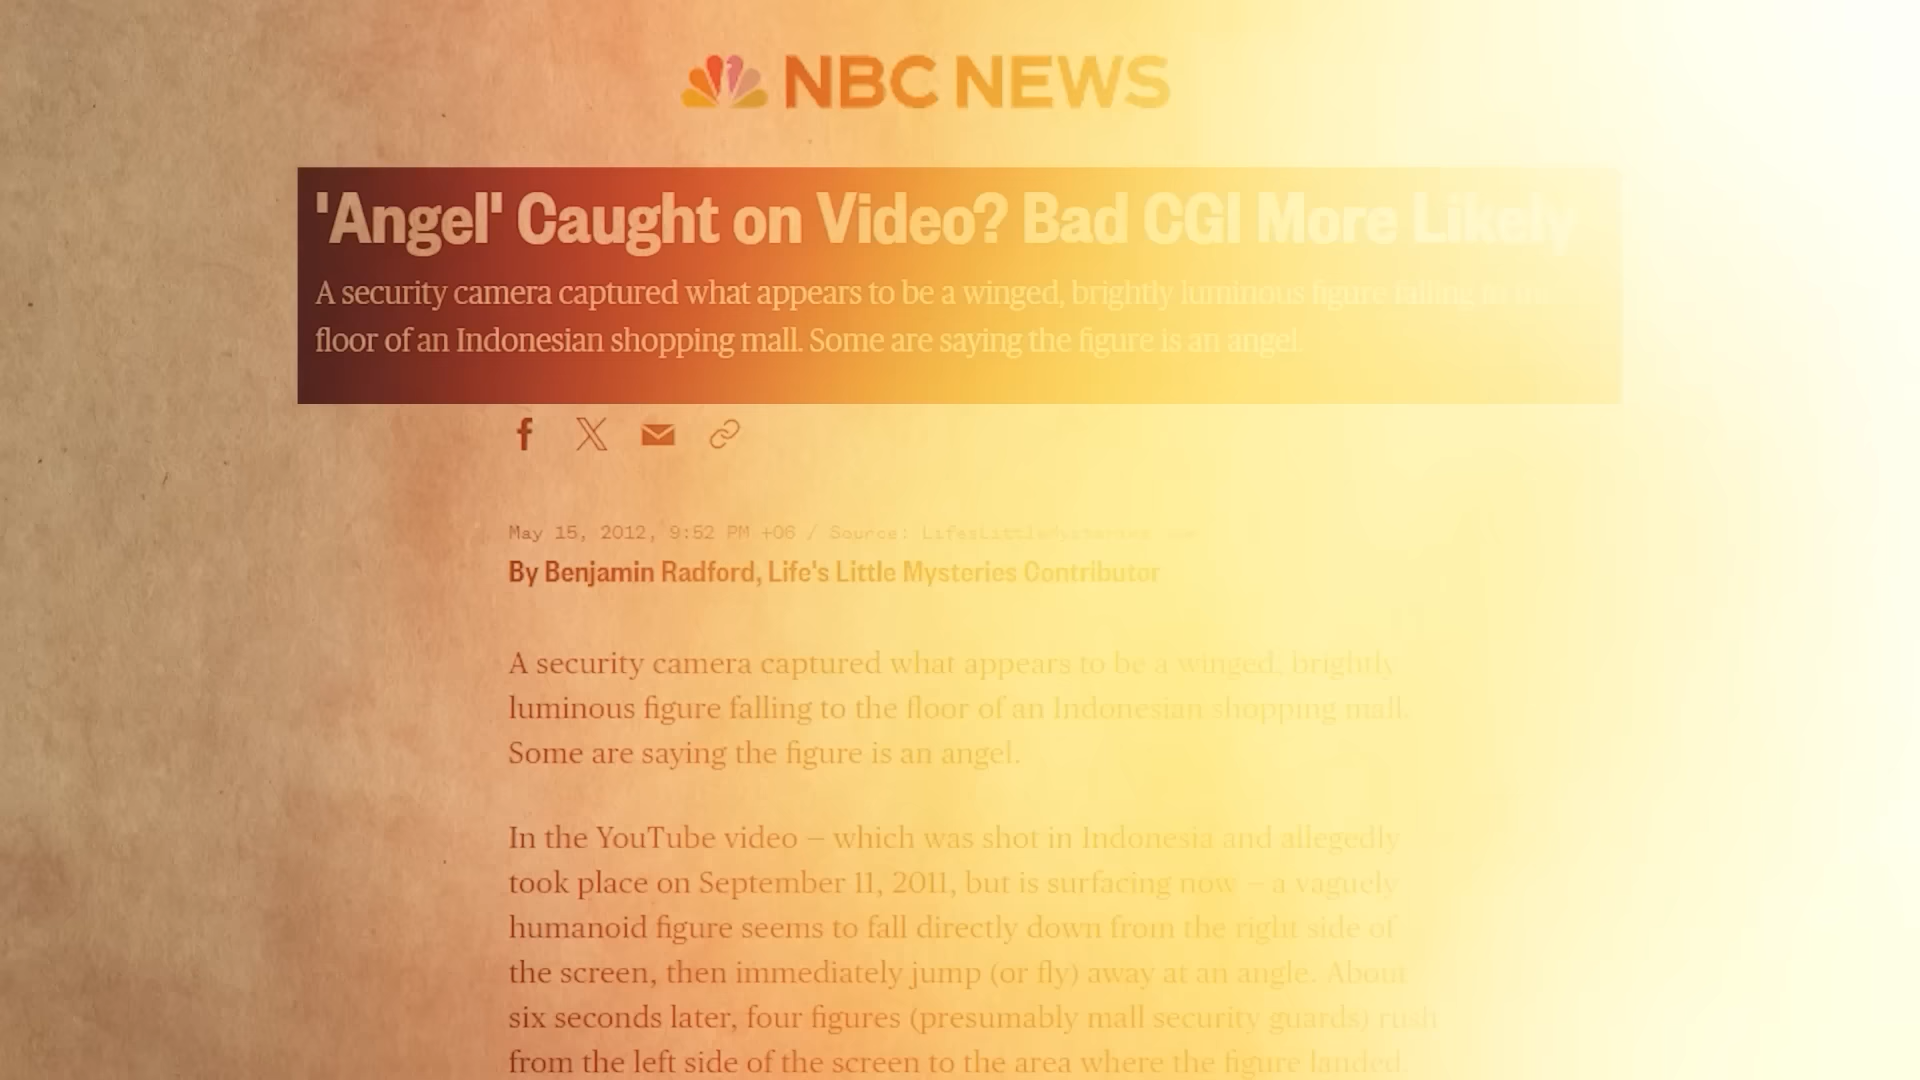 NBC NEWS
'Angel' Caught on Video? Bad CGI More Likely
A security camera captured what appears to be a winged, brightly luminous figure falling to the
floor of an Indonesian shopping mall. Some are saying the figure is an angel.
May 15, 2012, 9:52 PM +06 / Source: LifesLittleMysteries
By Benjamin Radford, Life's Little Mysteries Contributor
A security camera captured what appears to be a winged, brightly
luminous figure falling to the floor of an Indonesian shopping mall.
Some are saying the figure is an angel.
In the YouTube video — which was shot in Indonesia and allegedly
took place on September 11, 2011, but is surfacing now — a vaguely
humanoid figure seems to fall directly down from the right side of
the screen, then immediately jump (or fly) away at an angle. About
six seconds later, four figures (presumably mall security guards) rush
from the left side of the screen to the area where the figure landed.